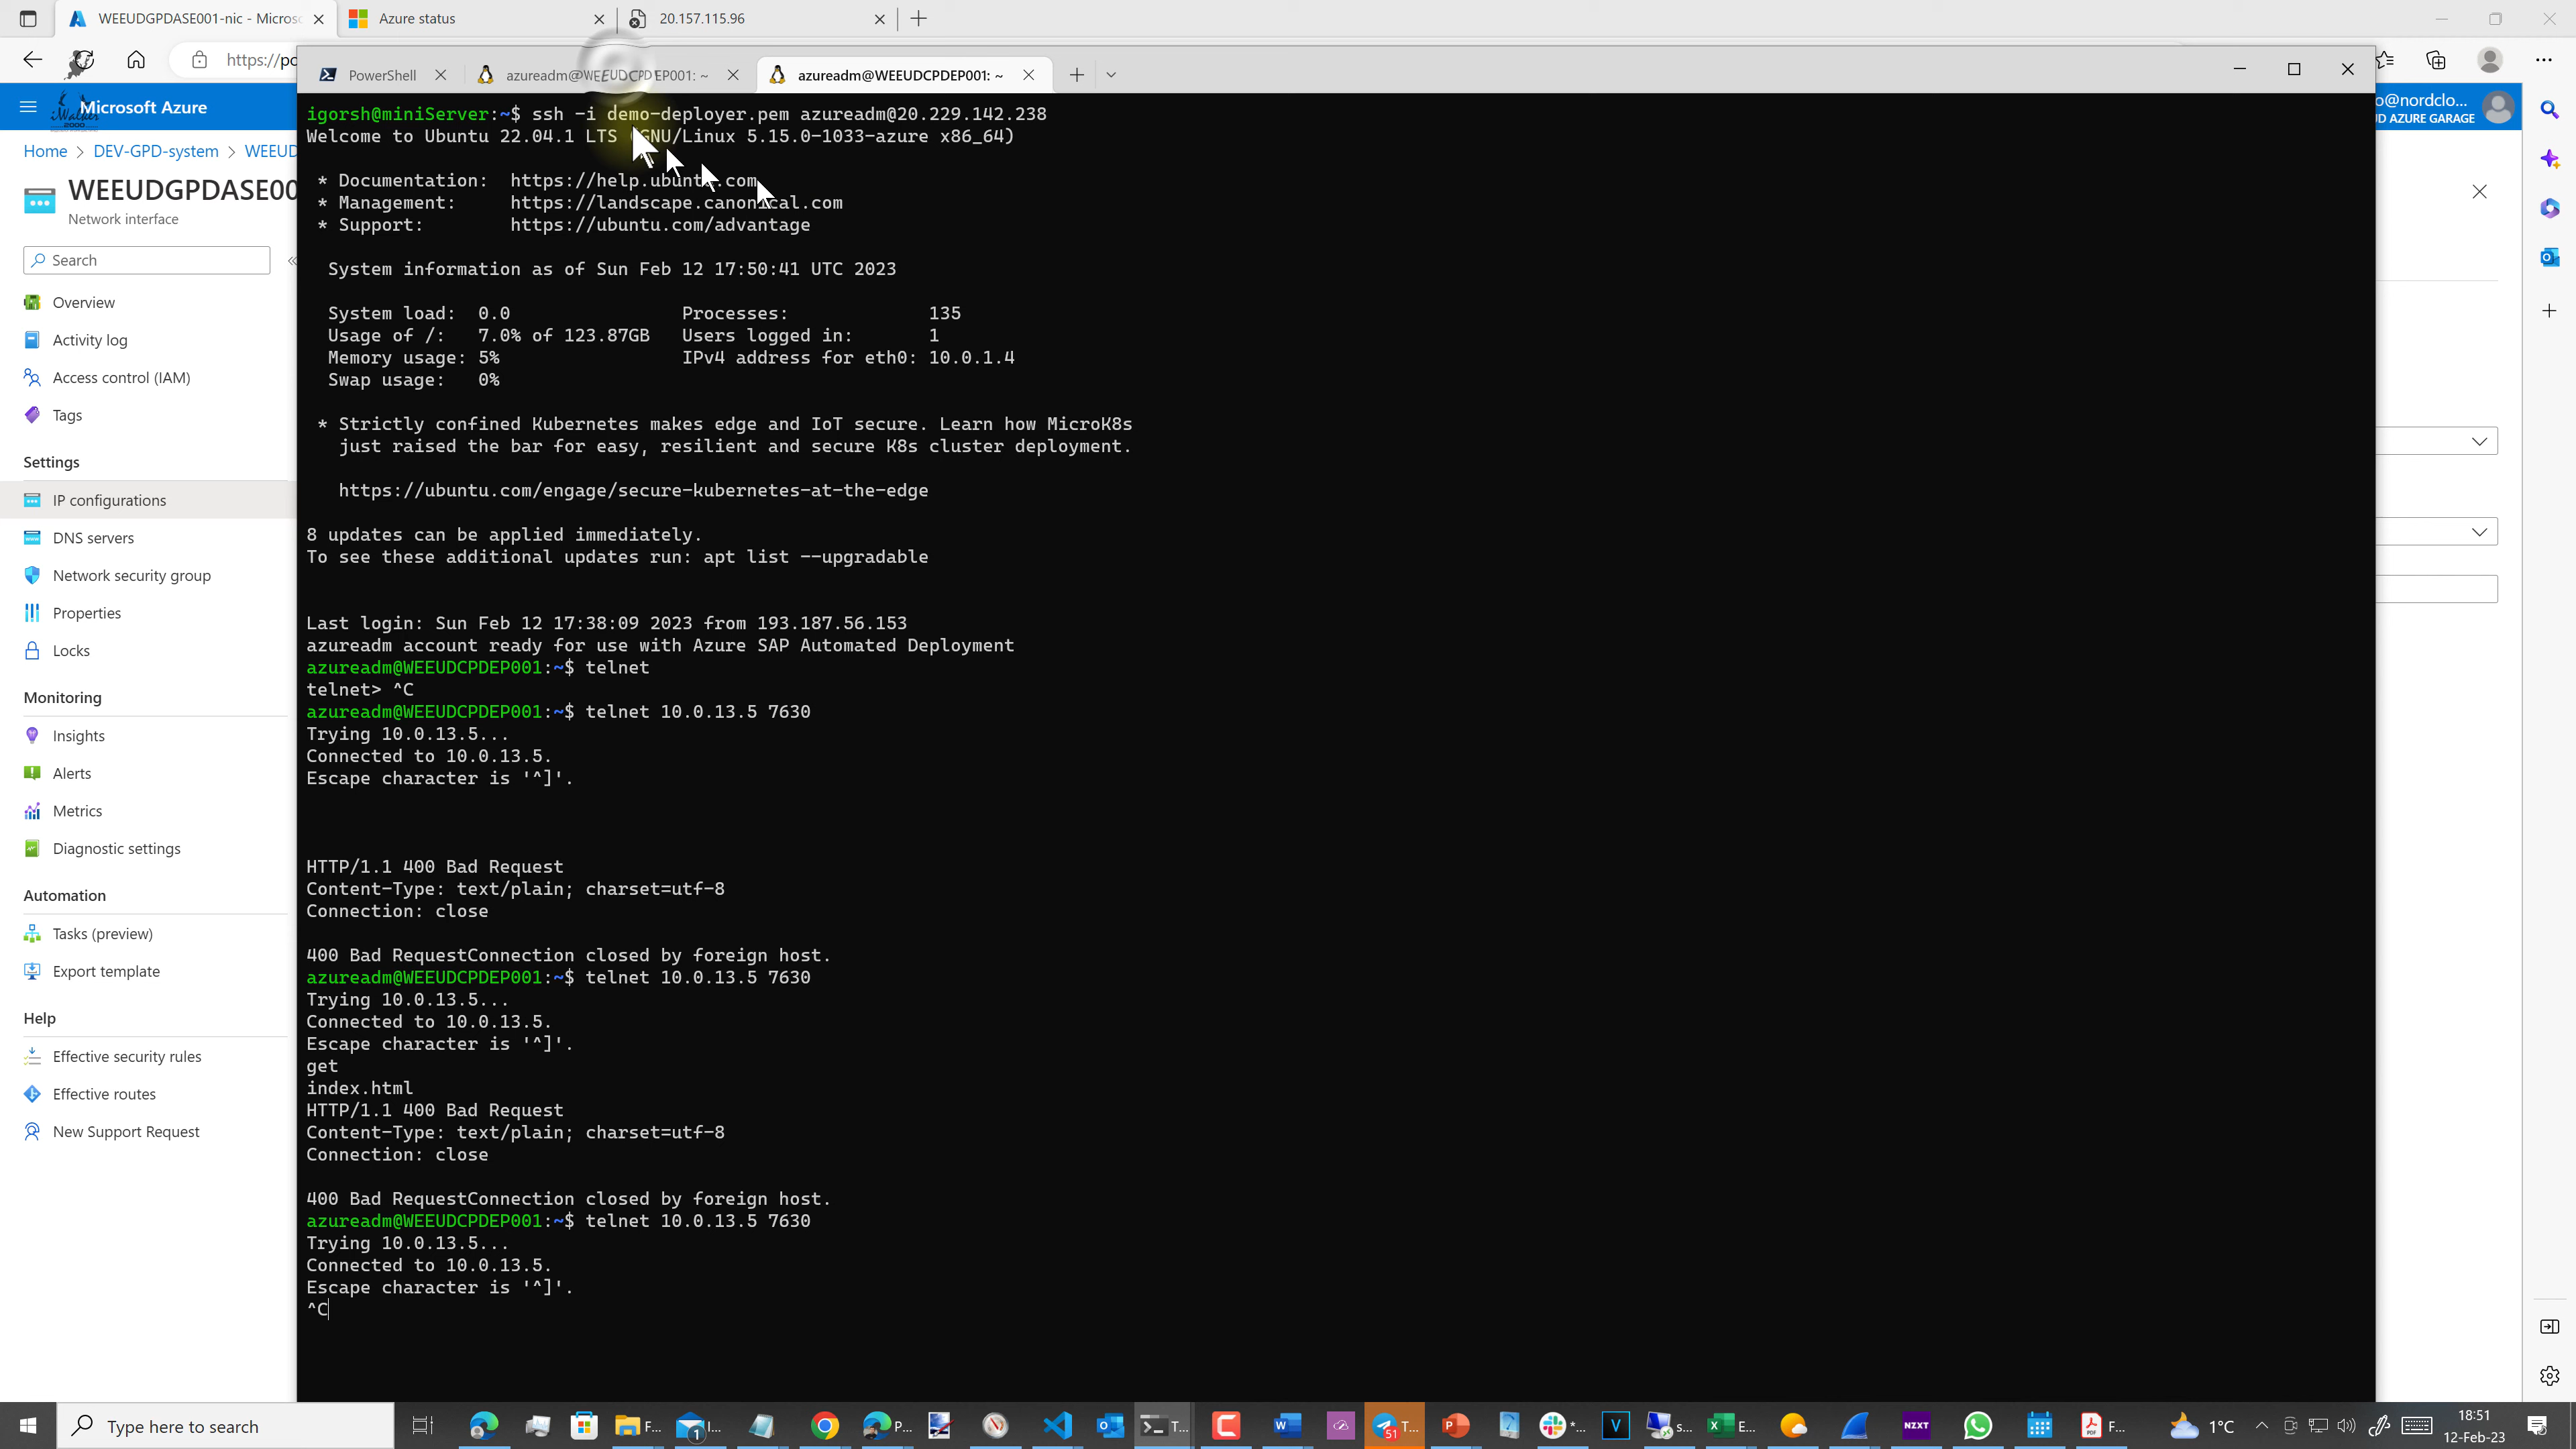 WEEUDGPDASE001-nic - Micros
Azure status
20.157.115.96
https://po
PowerShell
azureadm@WEEUDCPDEP001: ~
azureadm@WEEUDCPDEP001: ~
Microsoft Azure
iWalker
2000
o@nordclo...
D AZURE GARAGE
Home > DEV-GPD-system > WEEUD
WEEUDGPDASE00
Network interface
Search
Overview
Activity log
Access control (IAM)
Tags
Settings
IP configurations
DNS servers
Network security group
Properties
Locks
Monitoring
Insights
Alerts
Metrics
Diagnostic settings
Automation
Tasks (preview)
Export template
Help
Effective security rules
Effective routes
New Support Request
igorsh@miniServer:~$ ssh -i demo-deployer.pem azureadm@20.229.142.238
Welcome to Ubuntu 22.04.1 LTS (GNU/Linux 5.15.0-1033-azure x86_64)
* Documentation: https://help.ubuntu.com
* Management: https://landscape.canonical.com
* Support: https://ubuntu.com/advantage
System information as of Sun Feb 12 17:50:41 UTC 2023
System load: 0.0 Processes: 135
Usage of /: 7.0% of 123.87GB Users logged in: 1
Memory usage: 5% IPv4 address for eth0: 10.0.1.4
Swap usage: 0%
* Strictly confined Kubernetes makes edge and IoT secure. Learn how MicroK8s
just raised the bar for easy, resilient and secure K8s cluster deployment.
https://ubuntu.com/engage/secure-kubernetes-at-the-edge
8 updates can be applied immediately.
To see these additional updates run: apt list --upgradable
Last login: Sun Feb 12 17:38:09 2023 from 193.187.56.153
azureadm account ready for use with Azure SAP Automated Deployment
azureadm@WEEUDCPDEP001:~$ telnet
telnet> ^C
azureadm@WEEUDCPDEP001:~$ telnet 10.0.13.5 7630
Trying 10.0.13.5...
Connected to 10.0.13.5.
Escape character is '^]'.
HTTP/1.1 400 Bad Request
Content-Type: text/plain; charset=utf-8
Connection: close
400 Bad RequestConnection closed by foreign host.
azureadm@WEEUDCPDEP001:~$ telnet 10.0.13.5 7630
Trying 10.0.13.5...
Connected to 10.0.13.5.
Escape character is '^]'.
get
index.html
HTTP/1.1 400 Bad Request
Content-Type: text/plain; charset=utf-8
Connection: close
400 Bad RequestConnection closed by foreign host.
azureadm@WEEUDCPDEP001:~$ telnet 10.0.13.5 7630
Trying 10.0.13.5...
Connected to 10.0.13.5.
Escape character is '^]'.
^C
Type here to search
F...
1
I...
P...
T...
51
T...
*...
V
s...
E...
NZXT
F...
1°C
18:51
12-Feb-23